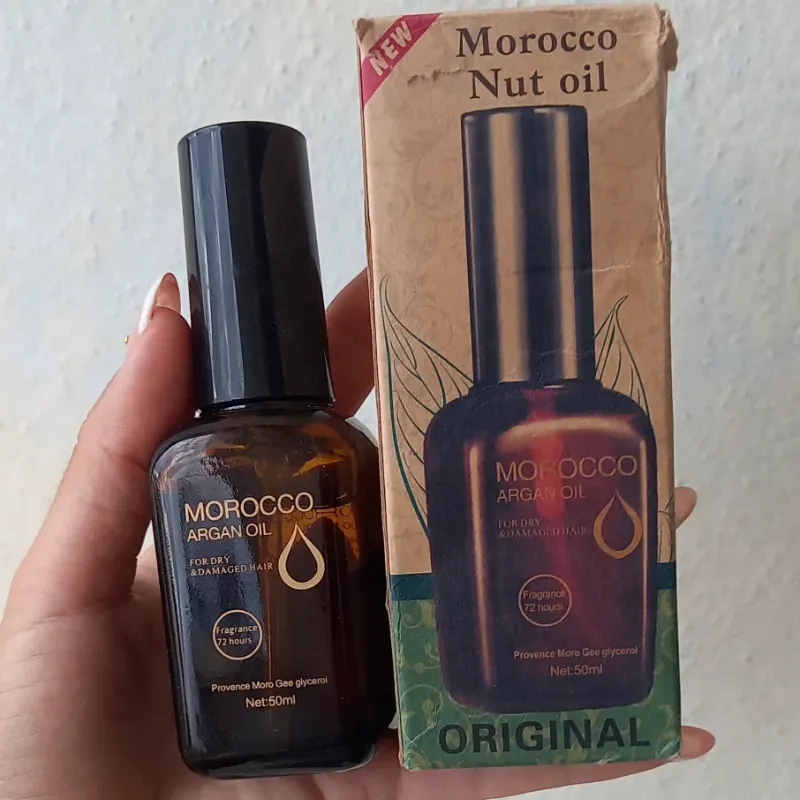 MOROCCO
ARGAN OIL
FOR DRY
&DAMAGED HAIR
Fragrance
72 hours
Provence Moro Gee glycerol
Net:50ml
NEW
Morocco
Nut oil
MOROCCO
ARGAN OIL
FOR DRY
&DAMAGED HAIR
Fragrance
72 hours
Provence Moro Gee glycerol
Net:50ml
ORIGINAL